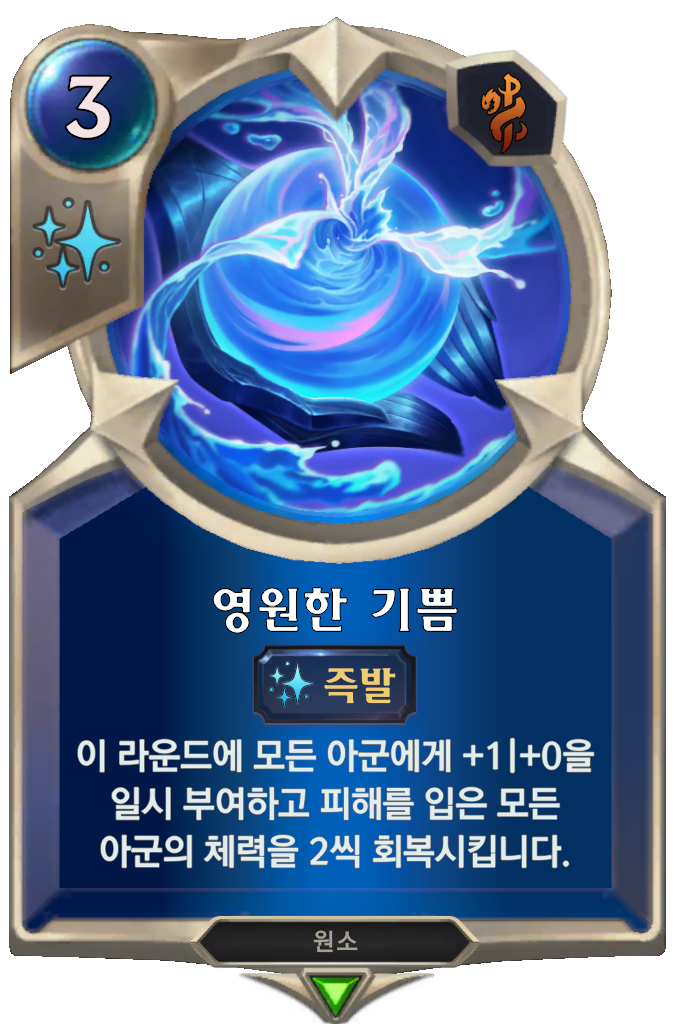 3
영원한 기쁨
즉발
이 라운드에 모든 아군에게 +1|+0을
일시 부여하고 피해를 입은 모든
아군의 체력을 2씩 회복시킵니다.
원소